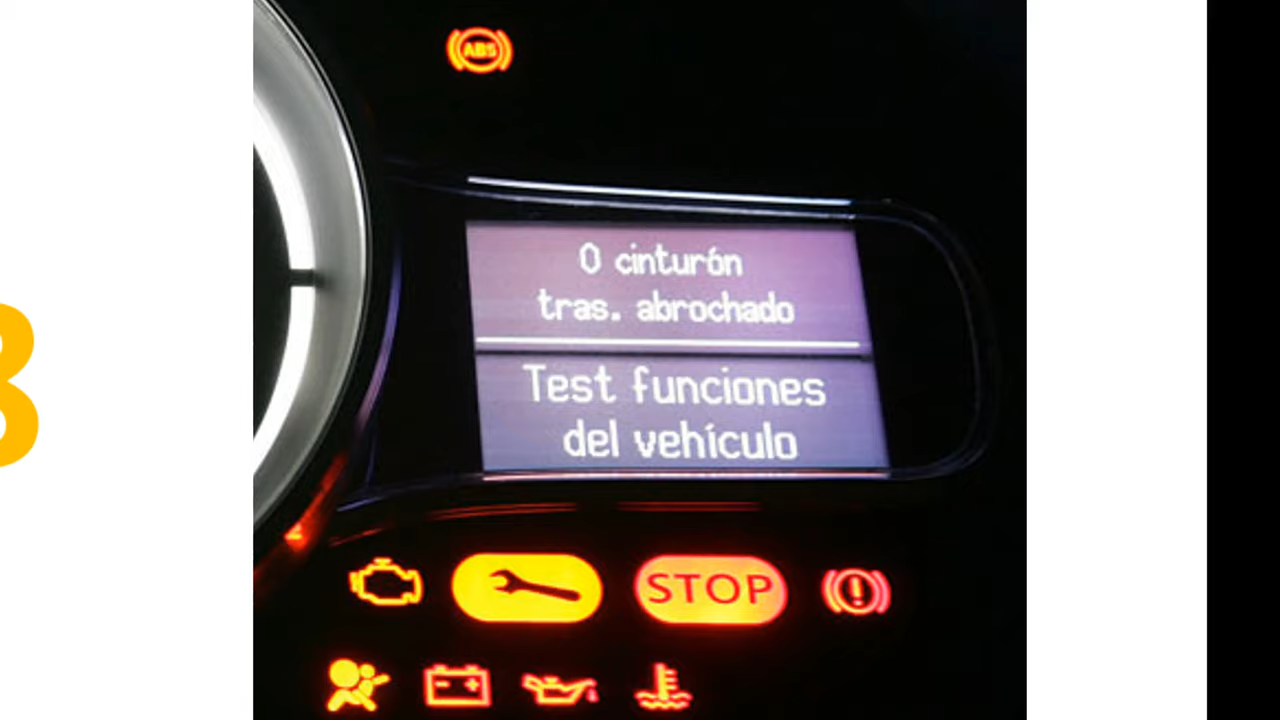 ABS
0 cinturón
tras. abrochado
Test funciones
del vehículo
STOP